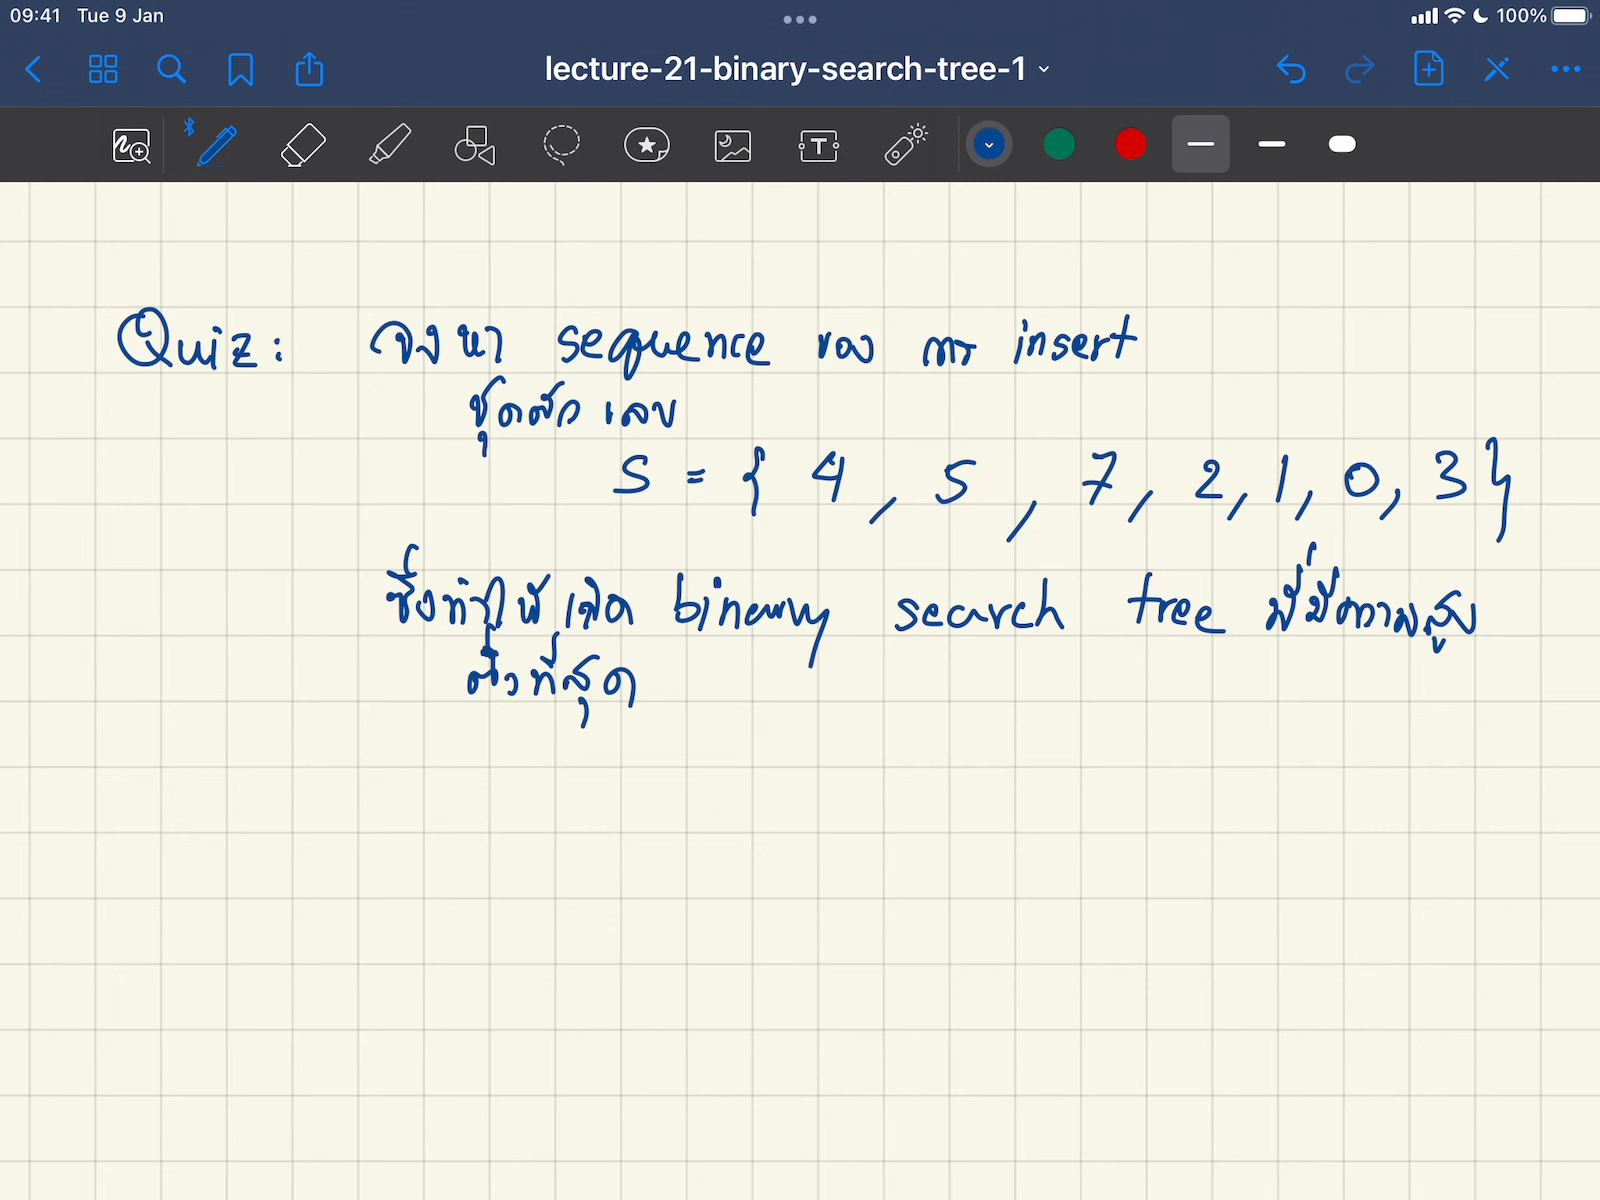 09:41 Tue 9 Jan 100%
lecture-21-binary-search-tree-1
T
Quiz: จงหา sequence ของ การ insert
ชุดตัวเลข
S = { 4 , 5 , 7 , 2 , 1 , 0 , 3 }
ซึ่งทำให้เกิด binary search tree ที่มีความสูง
ต่ำที่สุด